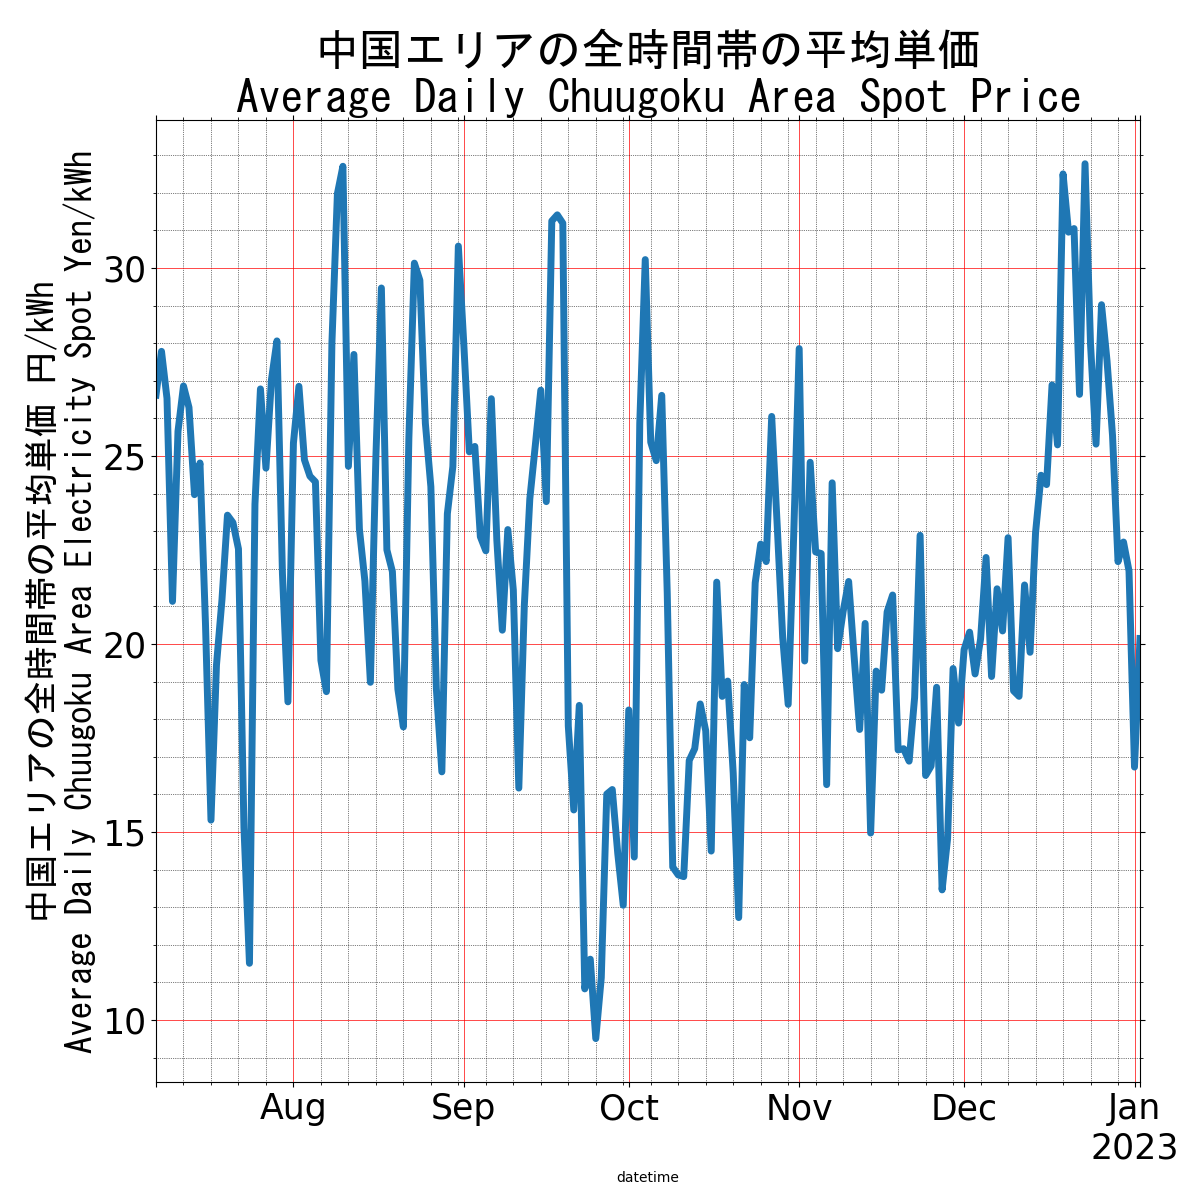 中国エリアの全時間帯の平均単価
Average Daily Chuugoku Area Spot Price
中国エリアの全時間帯の平均単価 円/kWh
Average Daily Chuugoku Area Electricity Spot Yen/kWh
30
25
20
15
10
Aug Sep Oct Nov Dec Jan
2023
datetime